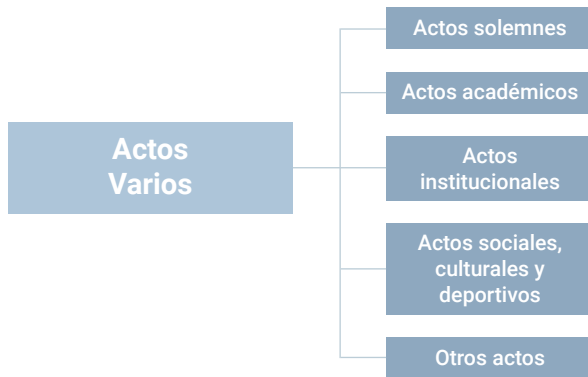 Actos
Varios
Actos solemnes
Actos académicos
Actos
institucionales
Actos sociales,
culturales y
deportivos
Otros actos